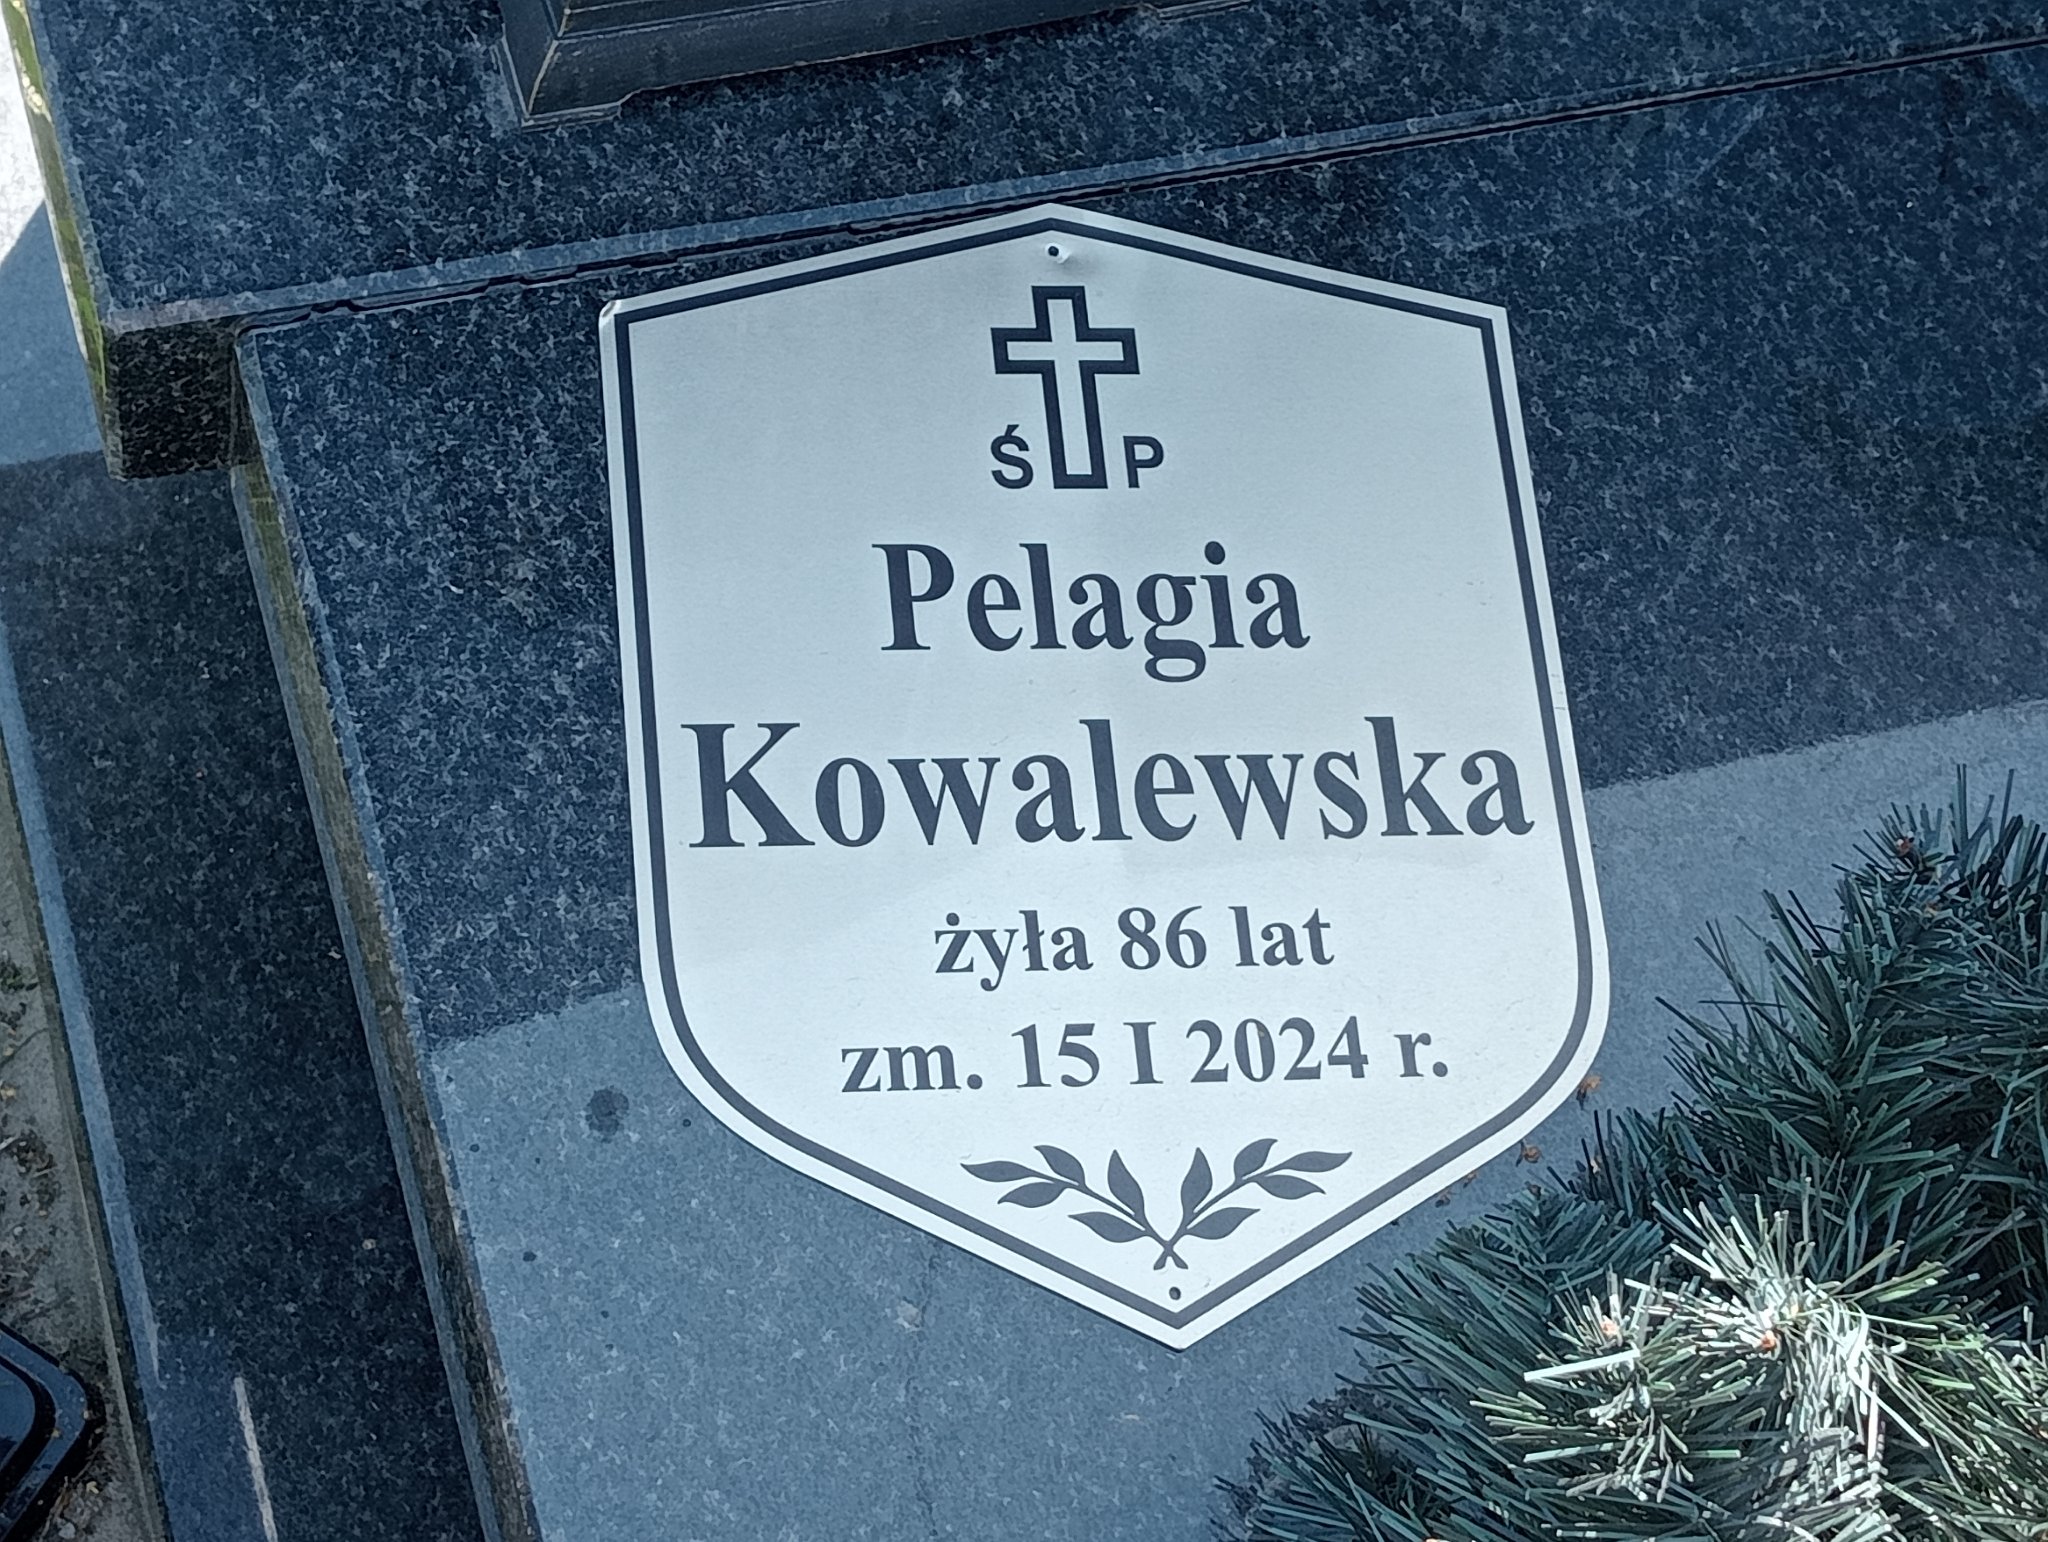 Ś P
Pelagia
Kowalewska
żyła 86 lat
zm. 15 I 2024 r.